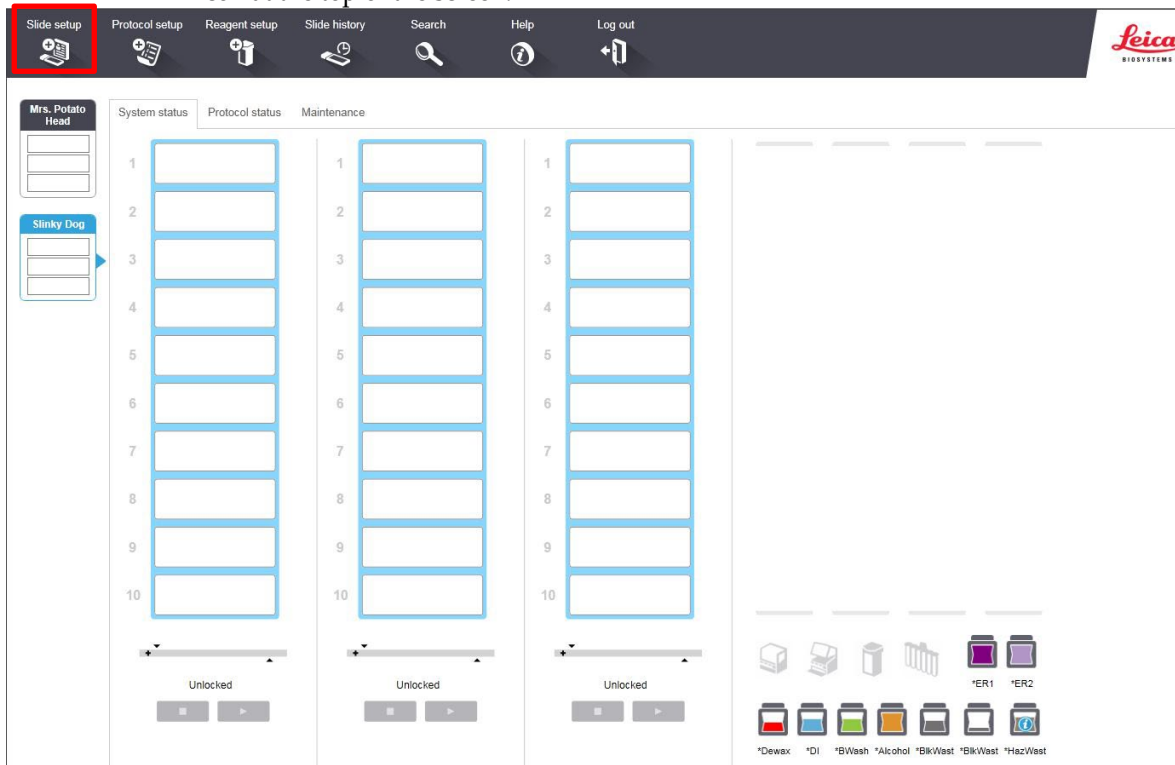 Slide setup
Protocol setup
Reagent setup
Slide history
Search
Help
Log out
Leica
BIOSYSTEMS
Mrs. Potato
Head
Slinky Dog
System status
Protocol status
Maintenance
1
2
3
4
5
6
7
8
9
10
Unlocked
1
2
3
4
5
6
7
8
9
10
Unlocked
1
2
3
4
5
6
7
8
9
10
Unlocked
*ER1
*ER2
*Dewax
*DI
*BWash
*Alcohol
*BlkWast
*BlkWast
*HazWast